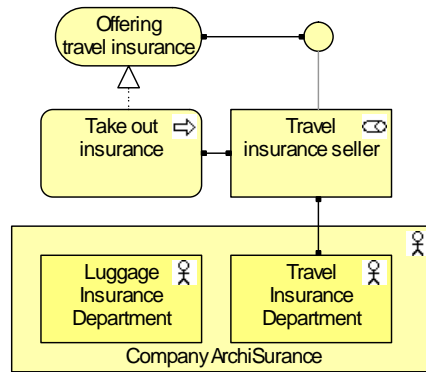 Offering
travel insurance
Take out
insurance
Travel
insurance seller
Luggage
Insurance
Department
Travel
Insurance
Department
Company ArchiSurance